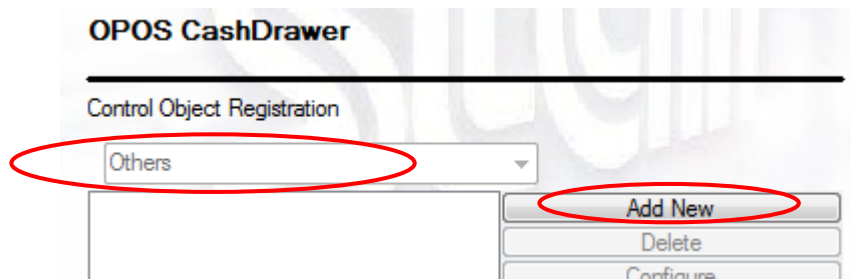 OPOS CashDrawer
Control Object Registration
Others
Add New
Delete
Configure